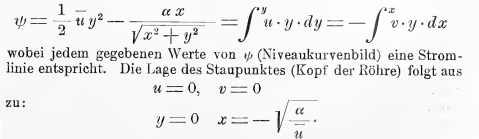 ψ = 1/2 u̅ y² − α x / √(x² + y²) = ∫^y u · y · dy = − ∫^x v · y · dx
wobei jedem gegebenen Werte von ψ (Niveaukurvenbild) eine Strom-
linie entspricht. Die Lage des Staupunktes (Kopf der Röhre) folgt aus
u = 0, v = 0
zu:
y = 0 x = − √(α / u̅) .